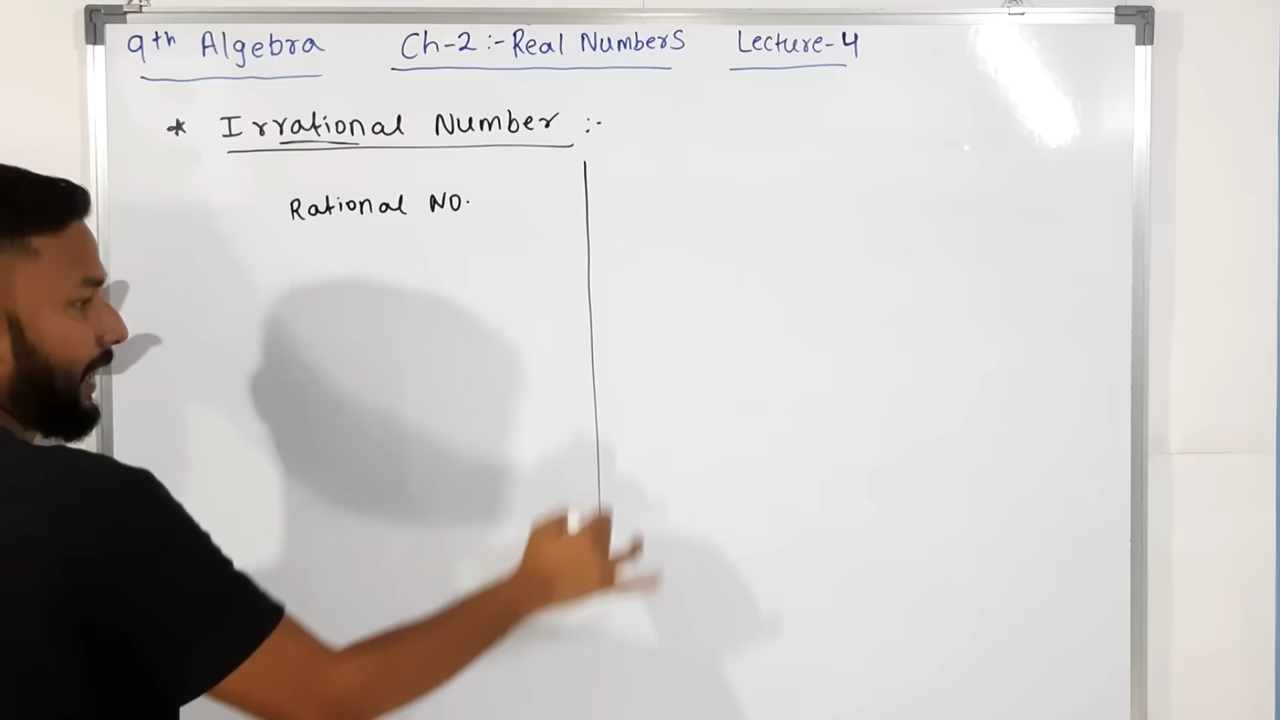 9th Algebra Ch-2 :- Real Numbers Lecture-4
* Irrational Number :-
Rational No.